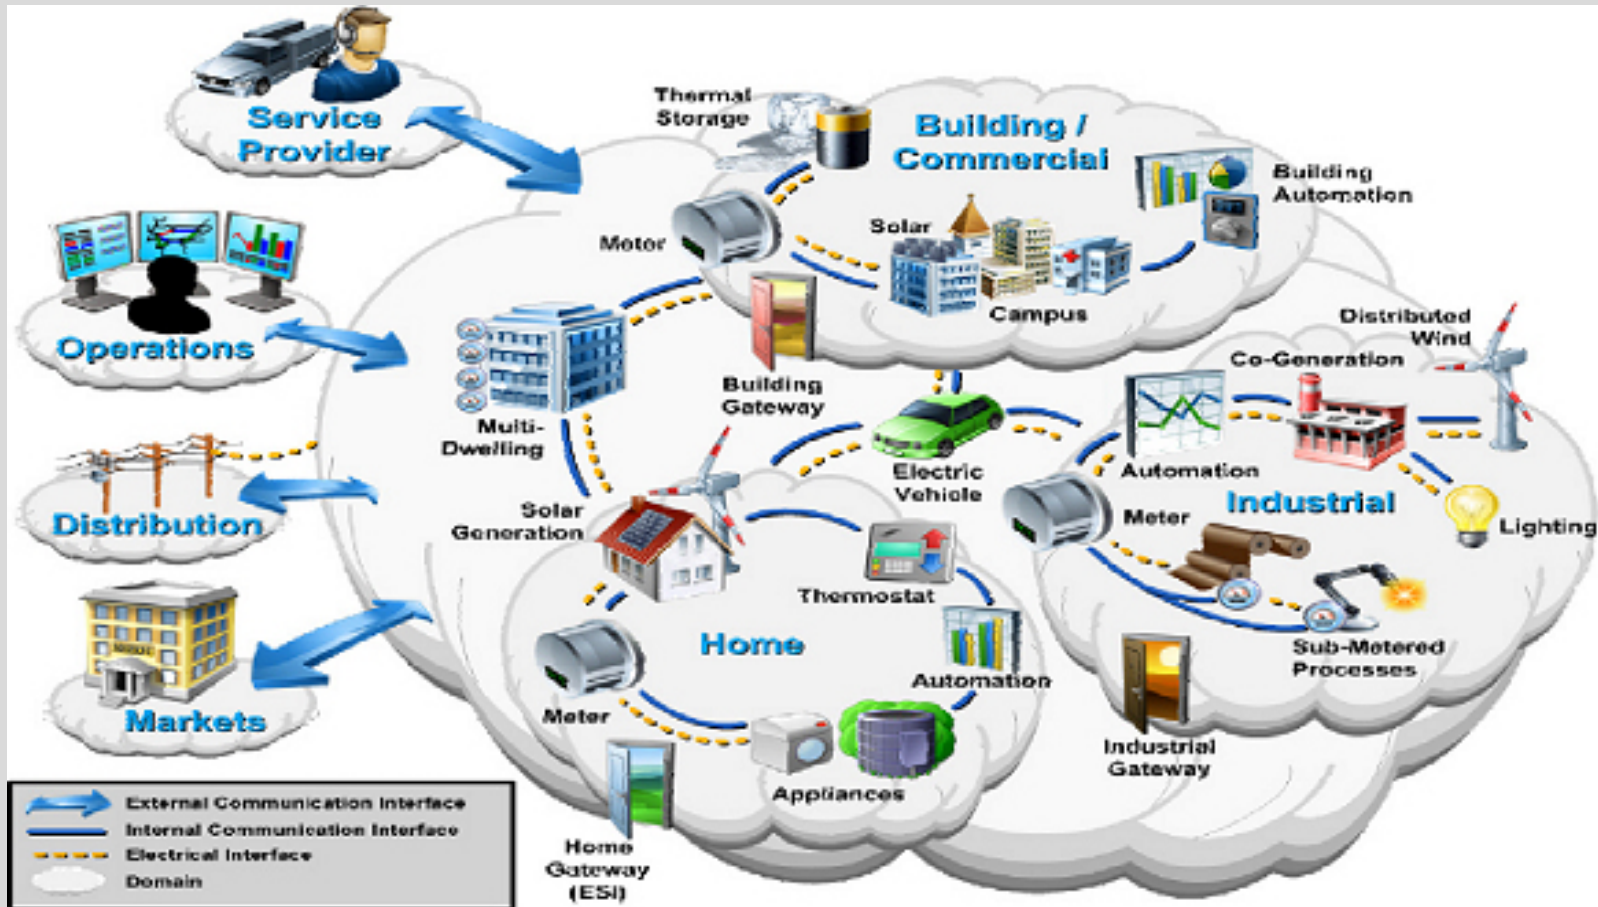 Service
Provider
Thermal
Storage
Building /
Commercial
Building
Automation
Meter
Solar
Campus
Operations
Multi-
Dwelling
Building
Gateway
Distributed
Wind
Co-Generation
Electric
Vehicle
Automation
Industrial
Meter
Lighting
Distribution
Solar
Generation
Thermostat
Home
Automation
Sub-Metered
Processes
Markets
Meter
Appliances
Industrial
Gateway
Home
Gateway
(ESI)
External Communication Interface
Internal Communication Interface
Electrical Interface
Domain